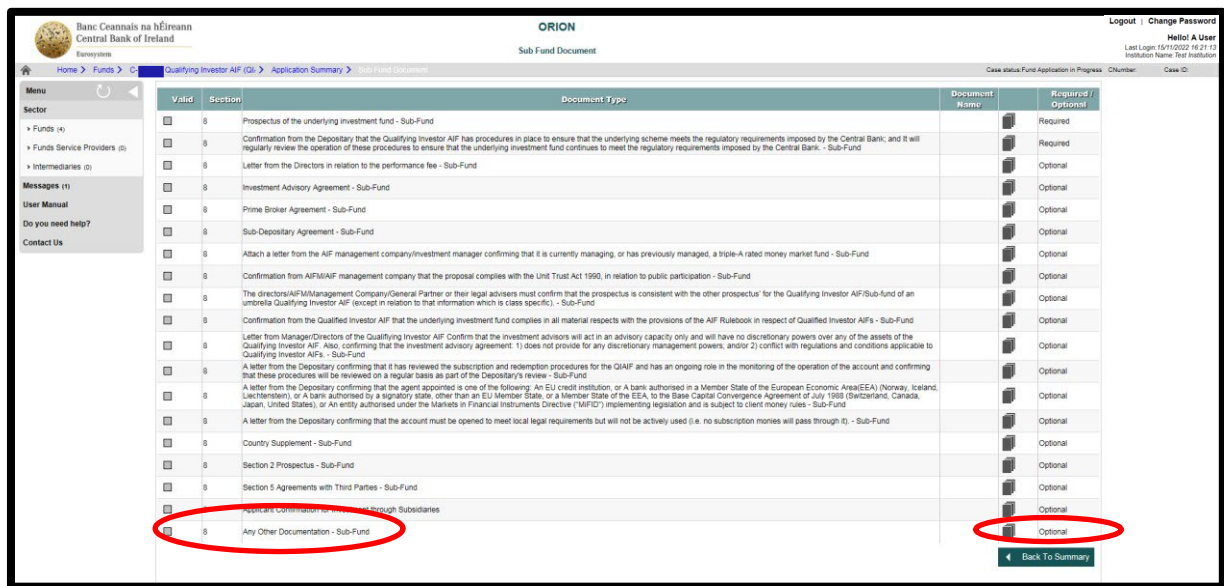 Banc Ceannais na hÉireann
Central Bank of Ireland
Eurosystem
ORION
Sub Fund Document
Logout | Change Password
Hello! A User
Last Login:15/11/2022 16:21:13
Institution Name:Test Institution
Home > Funds > C- Qualifying Investor AIF (QI- > Application Summary > Sub Fund Document
Case status:Fund Application in Progress CNumber: Case ID:
Menu
Sector
» Funds (4)
» Funds Service Providers (0)
» Intermediaries (0)
Messages (1)
User Manual
Do you need help?
Contact Us
Valid Section Document Type Document Name Required / Optional
8 Prospectus of the underlying investment fund - Sub-Fund Required
8 Confirmation from the Depositary that the Qualifying Investor AIF has procedures in place to ensure that the underlying scheme meets the regulatory requirements imposed by the Central Bank; and It will
regularly review the operation of these procedures to ensure that the underlying investment fund continues to meet the regulatory requirements imposed by the Central Bank. - Sub-Fund Required
8 Letter from the Directors in relation to the performance fee - Sub-Fund Optional
8 Investment Advisory Agreement - Sub-Fund Optional
8 Prime Broker Agreement - Sub-Fund Optional
8 Sub-Depositary Agreement - Sub-Fund Optional
8 Attach a letter from the AIF management company/investment manager confirming that it is currently managing, or has previously managed, a triple-A rated money market fund - Sub-Fund Optional
8 Confirmation from AIFM/AIF management company that the proposal complies with the Unit Trust Act 1990, in relation to public participation - Sub-Fund Optional
8 The directors/AIFM/Management Company/General Partner or their legal advisers must confirm that the prospectus is consistent with the other prospectus' for the Qualifying Investor AIF/Sub-fund of an
umbrella Qualifying Investor AIF (except in relation to that information which is class specific). - Sub-Fund Optional
8 Confirmation from the Qualified Investor AIF that the underlying investment fund complies in all material respects with the provisions of the AIF Rulebook in respect of Qualified Investor AIFs - Sub-Fund Optional
8 Letter from Manager/Directors of the Qualifying Investor AIF Confirm that the investment advisors will act in an advisory capacity only and will have no discretionary powers over any of the assets of the
Qualifying Investor AIF. Also, confirming that the investment advisory agreement: 1) does not provide for any discretionary management powers; and/or 2) conflict with regulations and conditions applicable to
Qualifying Investor AIFs. - Sub-Fund Optional
8 A letter from the Depositary confirming that it has reviewed the subscription and redemption procedures for the QIAIF and has an ongoing role in the monitoring of the operation of the account and confirming
that these procedures will be reviewed on a regular basis as part of the Depositary's review - Sub-Fund Optional
8 A letter from the Depositary confirming that the agent appointed is one of the following: An EU credit institution, or A bank authorised in a Member State of the European Economic Area(EEA) (Norway, Iceland,
Liechtenstein), or A bank authorised by a signatory state, other than an EU Member State, or a Member State of the EEA, to the Base Capital Convergence Agreement of July 1988 (Switzerland, Canada,
Japan, United States), or An entity authorised under the Markets in Financial Instruments Directive ("MiFID") implementing legislation and is subject to client money rules - Sub-Fund Optional
8 A letter from the Depositary confirming that the account must be opened to meet local legal requirements but will not be actively used (i.e. no subscription monies will pass through it). - Sub-Fund Optional
8 Country Supplement - Sub-Fund Optional
8 Section 2 Prospectus - Sub-Fund Optional
8 Section 5 Agreements with Third Parties - Sub-Fund Optional
Applicant Confirmation for Investment through Subsidiaries Optional
8 Any Other Documentation - Sub-Fund Optional
Back To Summary